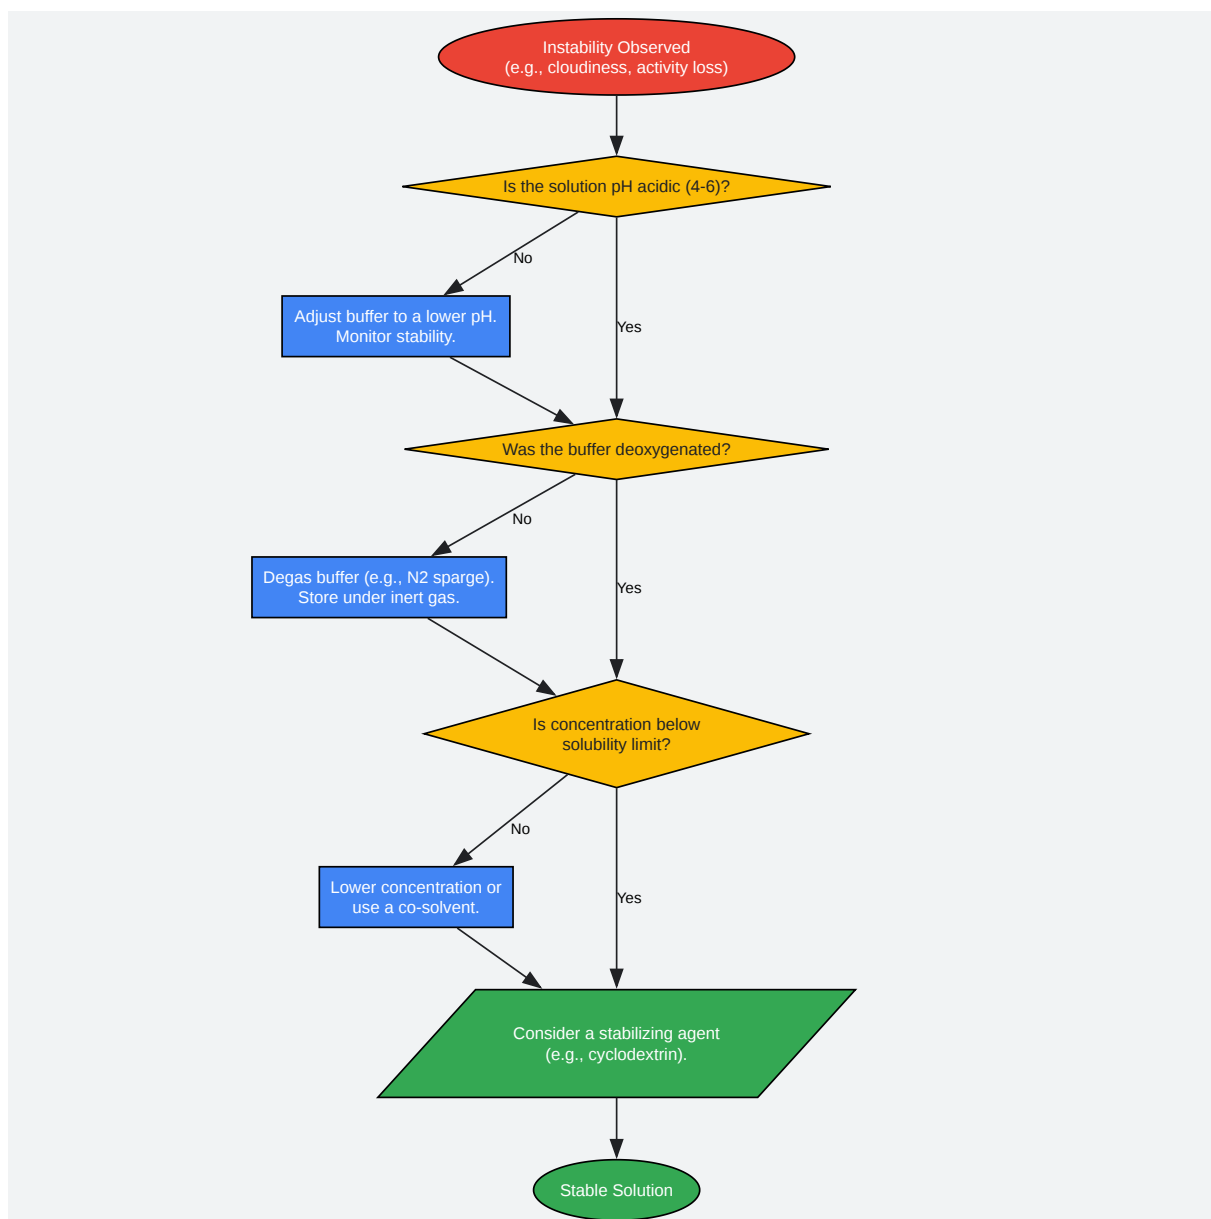 Instability Observed
(e.g., cloudiness, activity loss)
Is the solution pH acidic (4-6)?
No
Adjust buffer to a lower pH.
Monitor stability.
Yes
Was the buffer deoxygenated?
No
Degas buffer (e.g., N2 sparge).
Store under inert gas.
Yes
Is concentration below
solubility limit?
No
Lower concentration or
use a co-solvent.
Yes
Consider a stabilizing agent
(e.g., cyclodextrin).
Stable Solution